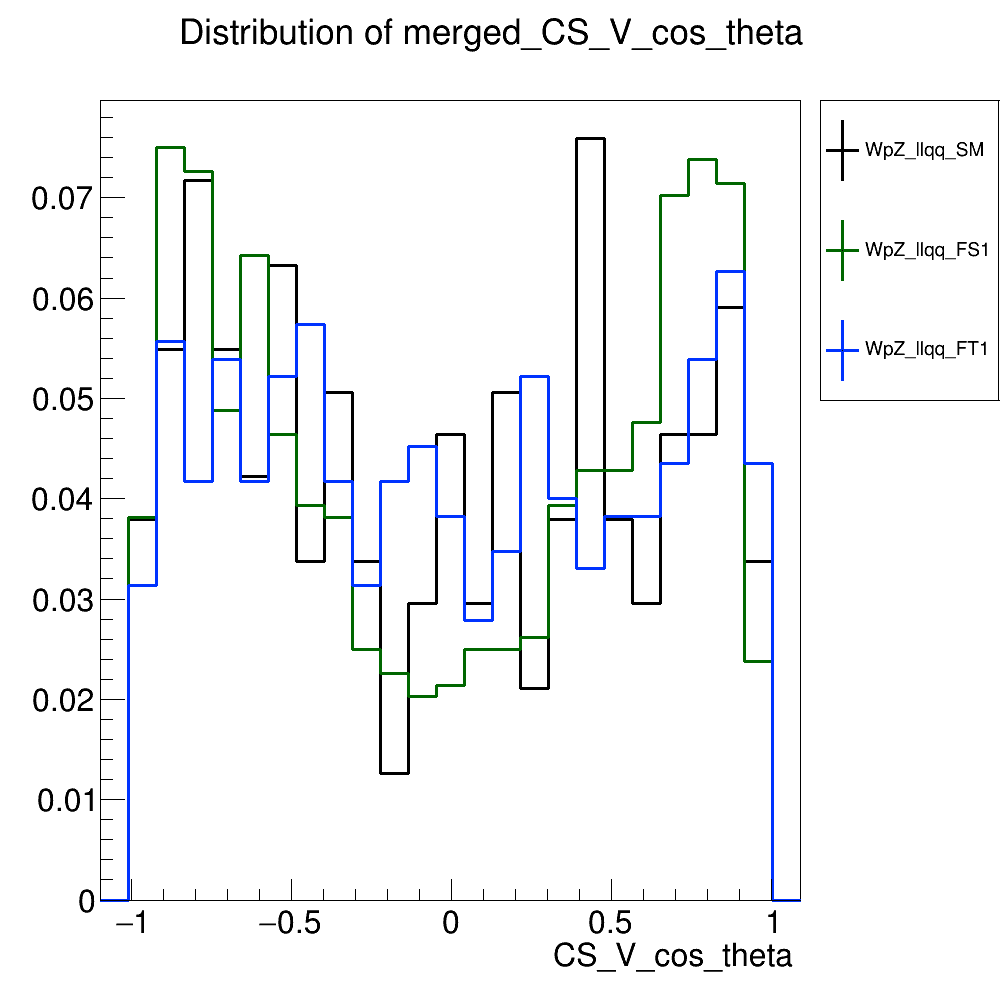 Distribution of merged_CS_V_cos_theta
WpZ_llqq_SM
WpZ_llqq_FS1
WpZ_llqq_FT1
0.07
0.06
0.05
0.04
0.03
0.02
0.01
0
−1
−0.5
0
0.5
1
CS_V_cos_theta